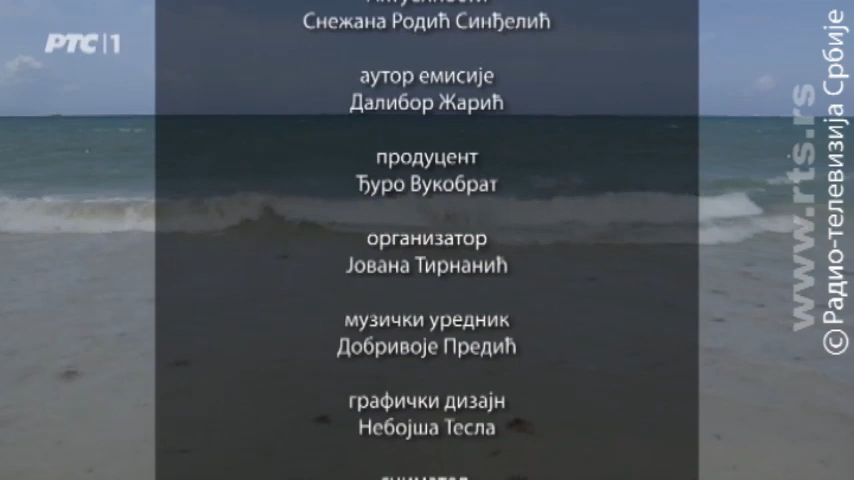 Снежана Родић Синђелић
РТС|1
аутор емисије
Далибор Жарић
продуцент
Ђуро Вукобрат
организатор
Јована Тирнанић
музички уредник
Добривоје Предић
графички дизајн
Небојша Тесла
www.rts.rs
© Радио-телевизија Србије